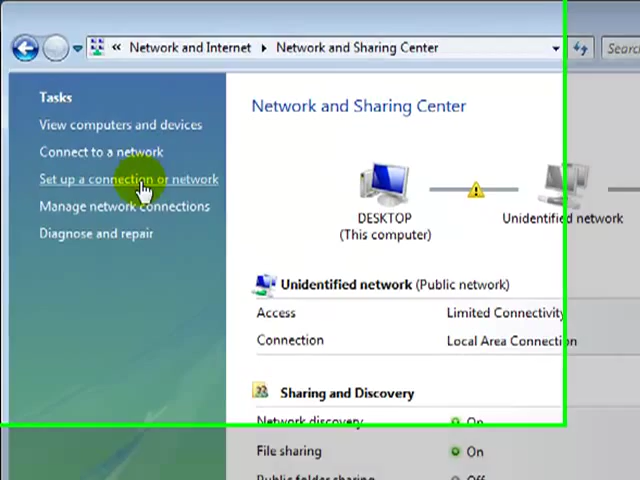 « Network and Internet ▸ Network and Sharing Center
Searc
Tasks
View computers and devices
Connect to a network
Set up a connection or network
Manage network connections
Diagnose and repair
Network and Sharing Center
DESKTOP
(This computer)
Unidentified network
Unidentified network (Public network)
Access Limited Connectivity
Connection Local Area Connection
Sharing and Discovery
Network discovery On
File sharing On
Public folder sharing Off